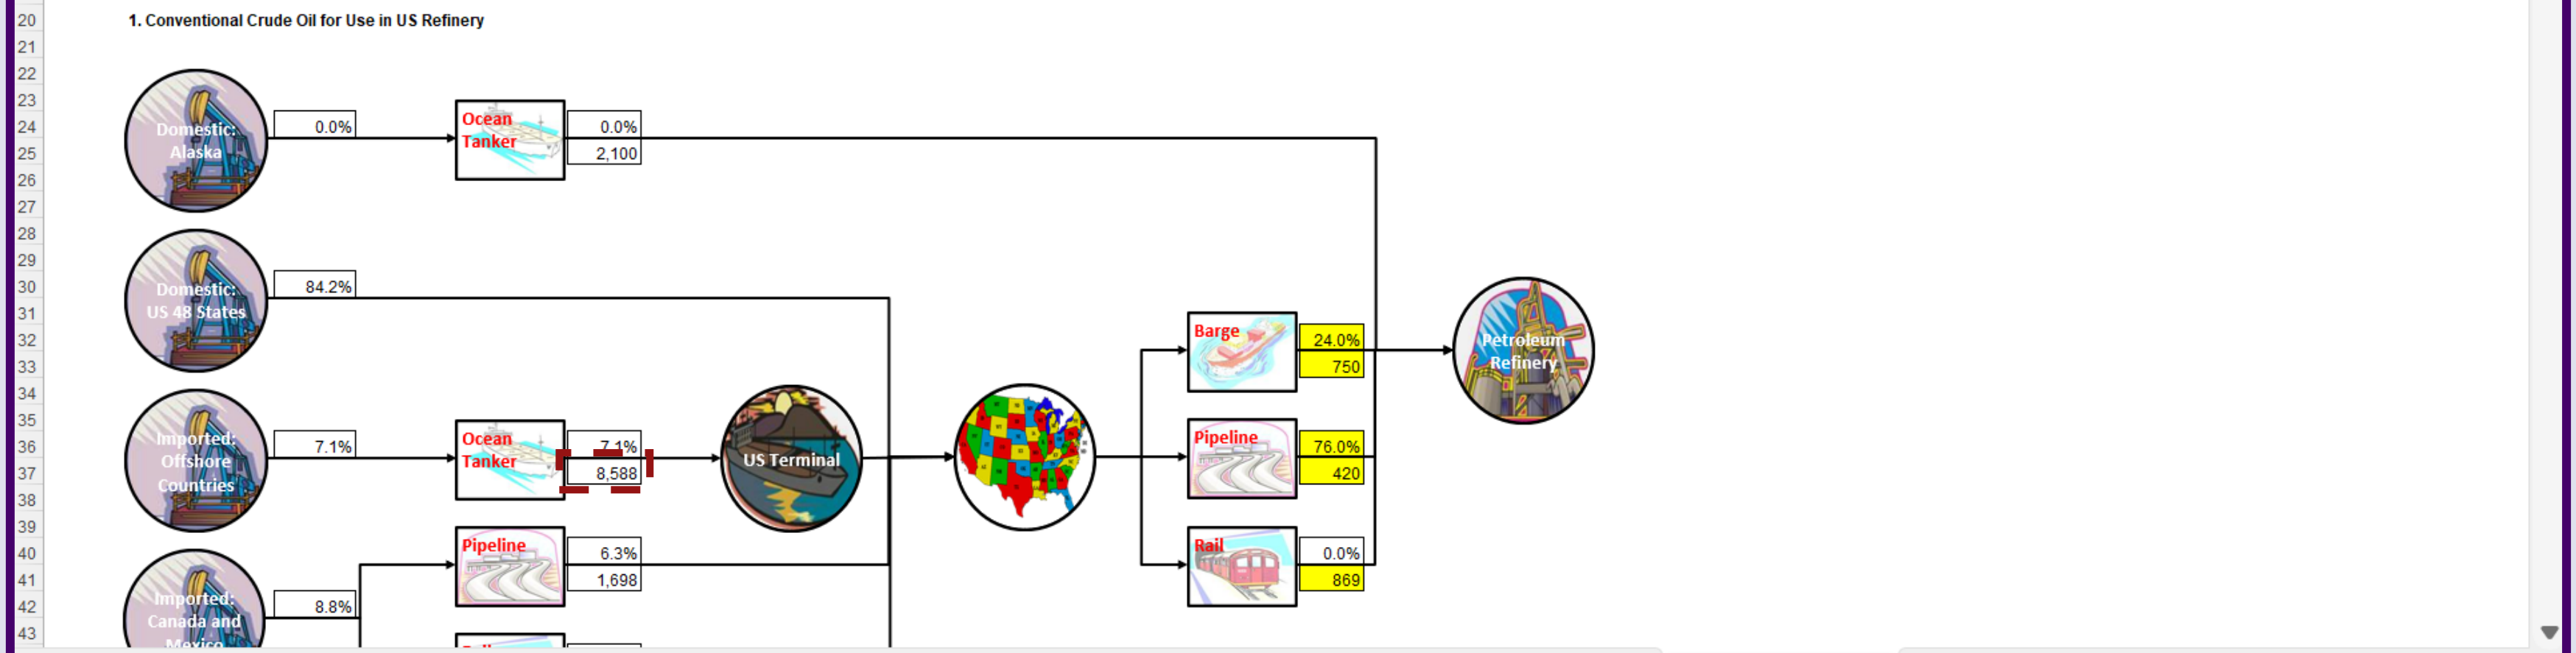 20
1. Conventional Crude Oil for Use in US Refinery
21
22
23
24
25
26
27
28
29
30
31
32
33
34
35
36
37
38
39
40
41
42
43
Domestic:
Alaska
0.0%
Ocean
Tanker
0.0%
2,100
Domestic:
US 48 States
84.2%
Imported:
Offshore
Countries
7.1%
Ocean
Tanker
7.1%
8,588
US Terminal
Imported:
Canada and
Mexico
8.8%
Pipeline
6.3%
1,698
Barge
24.0%
750
Pipeline
76.0%
420
Rail
0.0%
869
Petroleum
Refinery